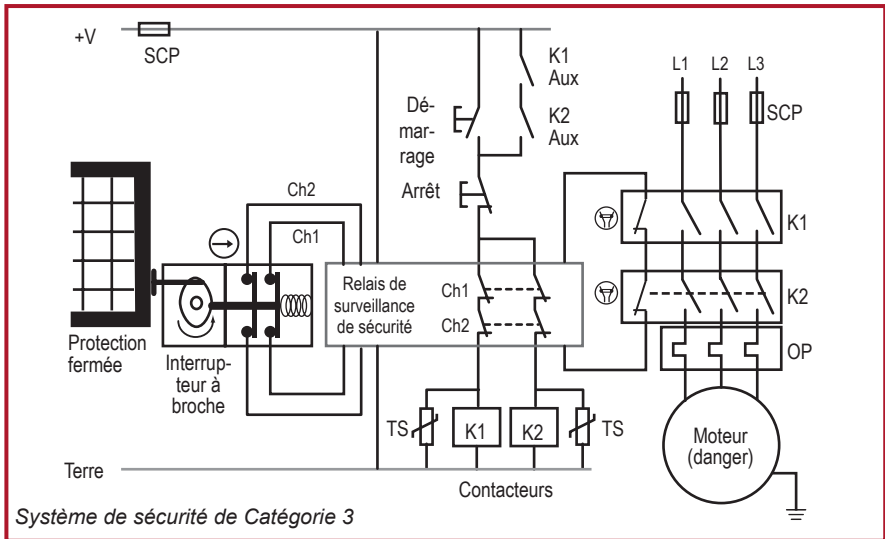 +V
SCP
K1
Aux
K2
Aux
Dé-
mar-
rage
Arrêt
L1 L2 L3
SCP
Ch2
Ch1
K1
K2
OP
Relais de
surveillance
de sécurité
Ch1
Ch2
Protection
fermée
Interrup-
teur à
broche
TS K1 K2 TS
Moteur
(danger)
Terre
Contacteurs
Système de sécurité de Catégorie 3